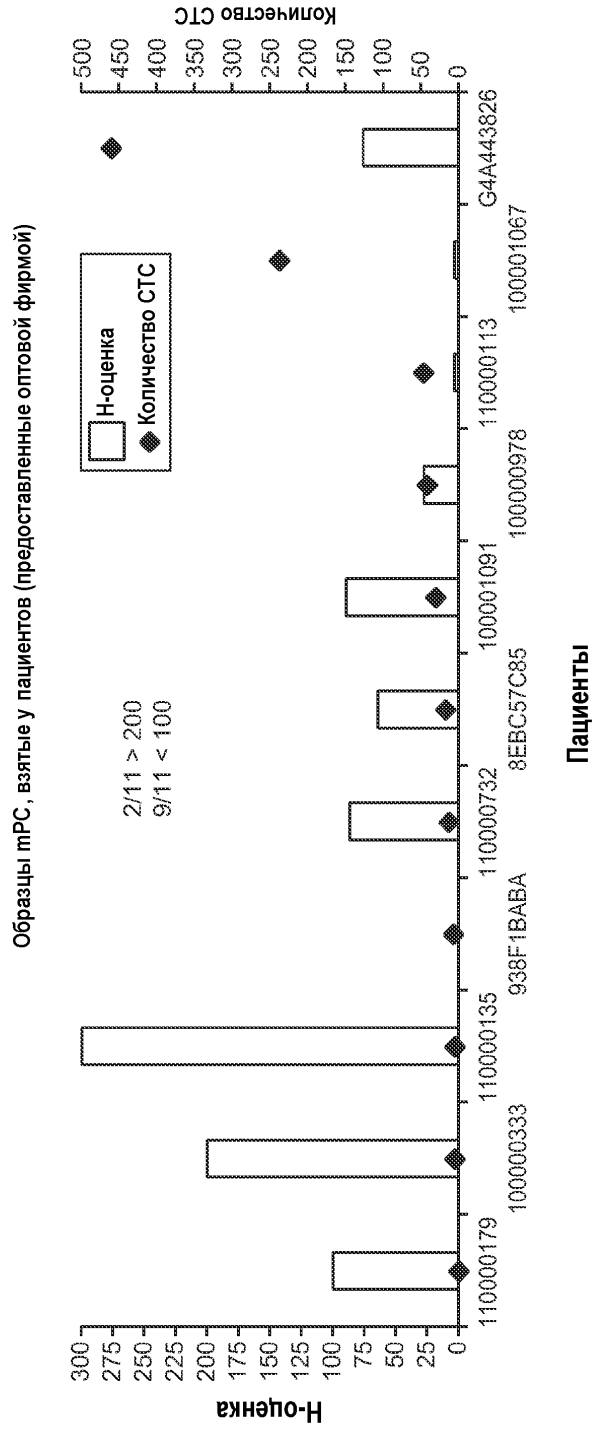 Образцы mPC, взятые у пациентов (предоставленные оптовой фирмой)
H-оценка
300
275
250
225
200
175
150
125
100
75
50
25
0
2/11 > 200
9/11 < 100
H-оценка
Количество СТС
Количество СТС
500
450
400
350
300
250
200
150
100
50
0
110000179
100000333
110000135
938F1BABA
110000732
8EBC57C85
100001091
100000978
110000113
100001067
G4A443826
Пациенты